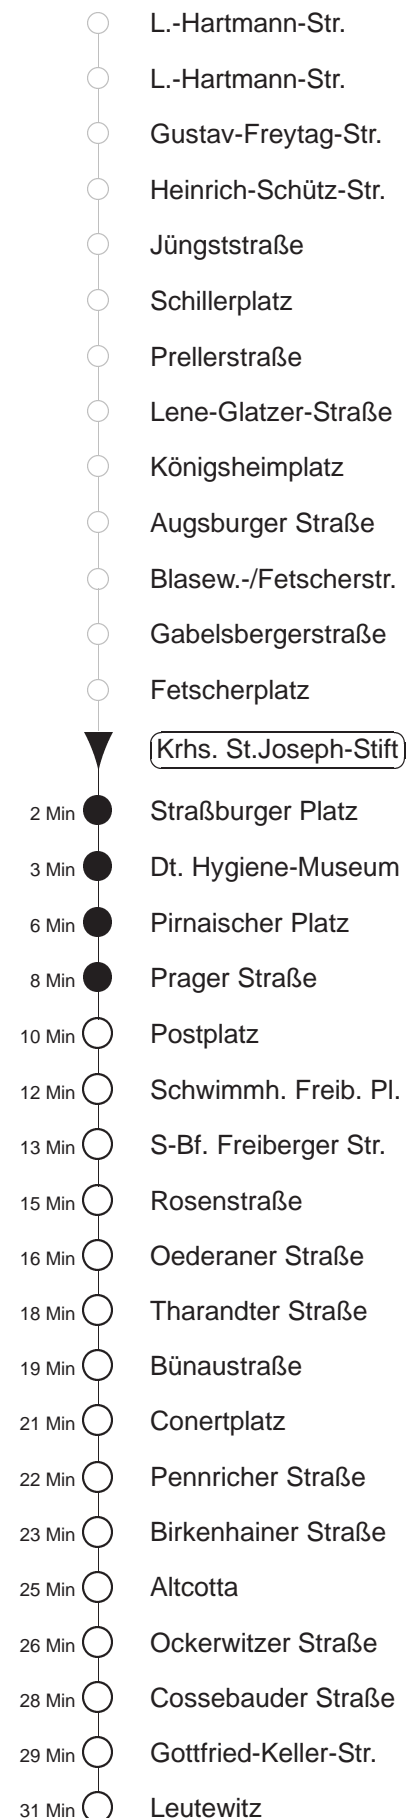 L.-Hartmann-Str.
L.-Hartmann-Str.
Gustav-Freytag-Str.
Heinrich-Schütz-Str.
Jüngststraße
Schillerplatz
Prellerstraße
Lene-Glatzer-Straße
Königsheimplatz
Augsburger Straße
Blasew.-/Fetscherstr.
Gabelsbergerstraße
Fetscherplatz
Krhs. St.Joseph-Stift
2 Min Straßburger Platz
3 Min Dt. Hygiene-Museum
6 Min Pirnaischer Platz
8 Min Prager Straße
10 Min Postplatz
12 Min Schwimmh. Freib. Pl.
13 Min S-Bf. Freiberger Str.
15 Min Rosenstraße
16 Min Oederaner Straße
18 Min Tharandter Straße
19 Min Bünaustraße
21 Min Conertplatz
22 Min Pennricher Straße
23 Min Birkenhainer Straße
25 Min Altcotta
26 Min Ockerwitzer Straße
28 Min Cossebauder Straße
29 Min Gottfried-Keller-Str.
31 Min Leutewitz